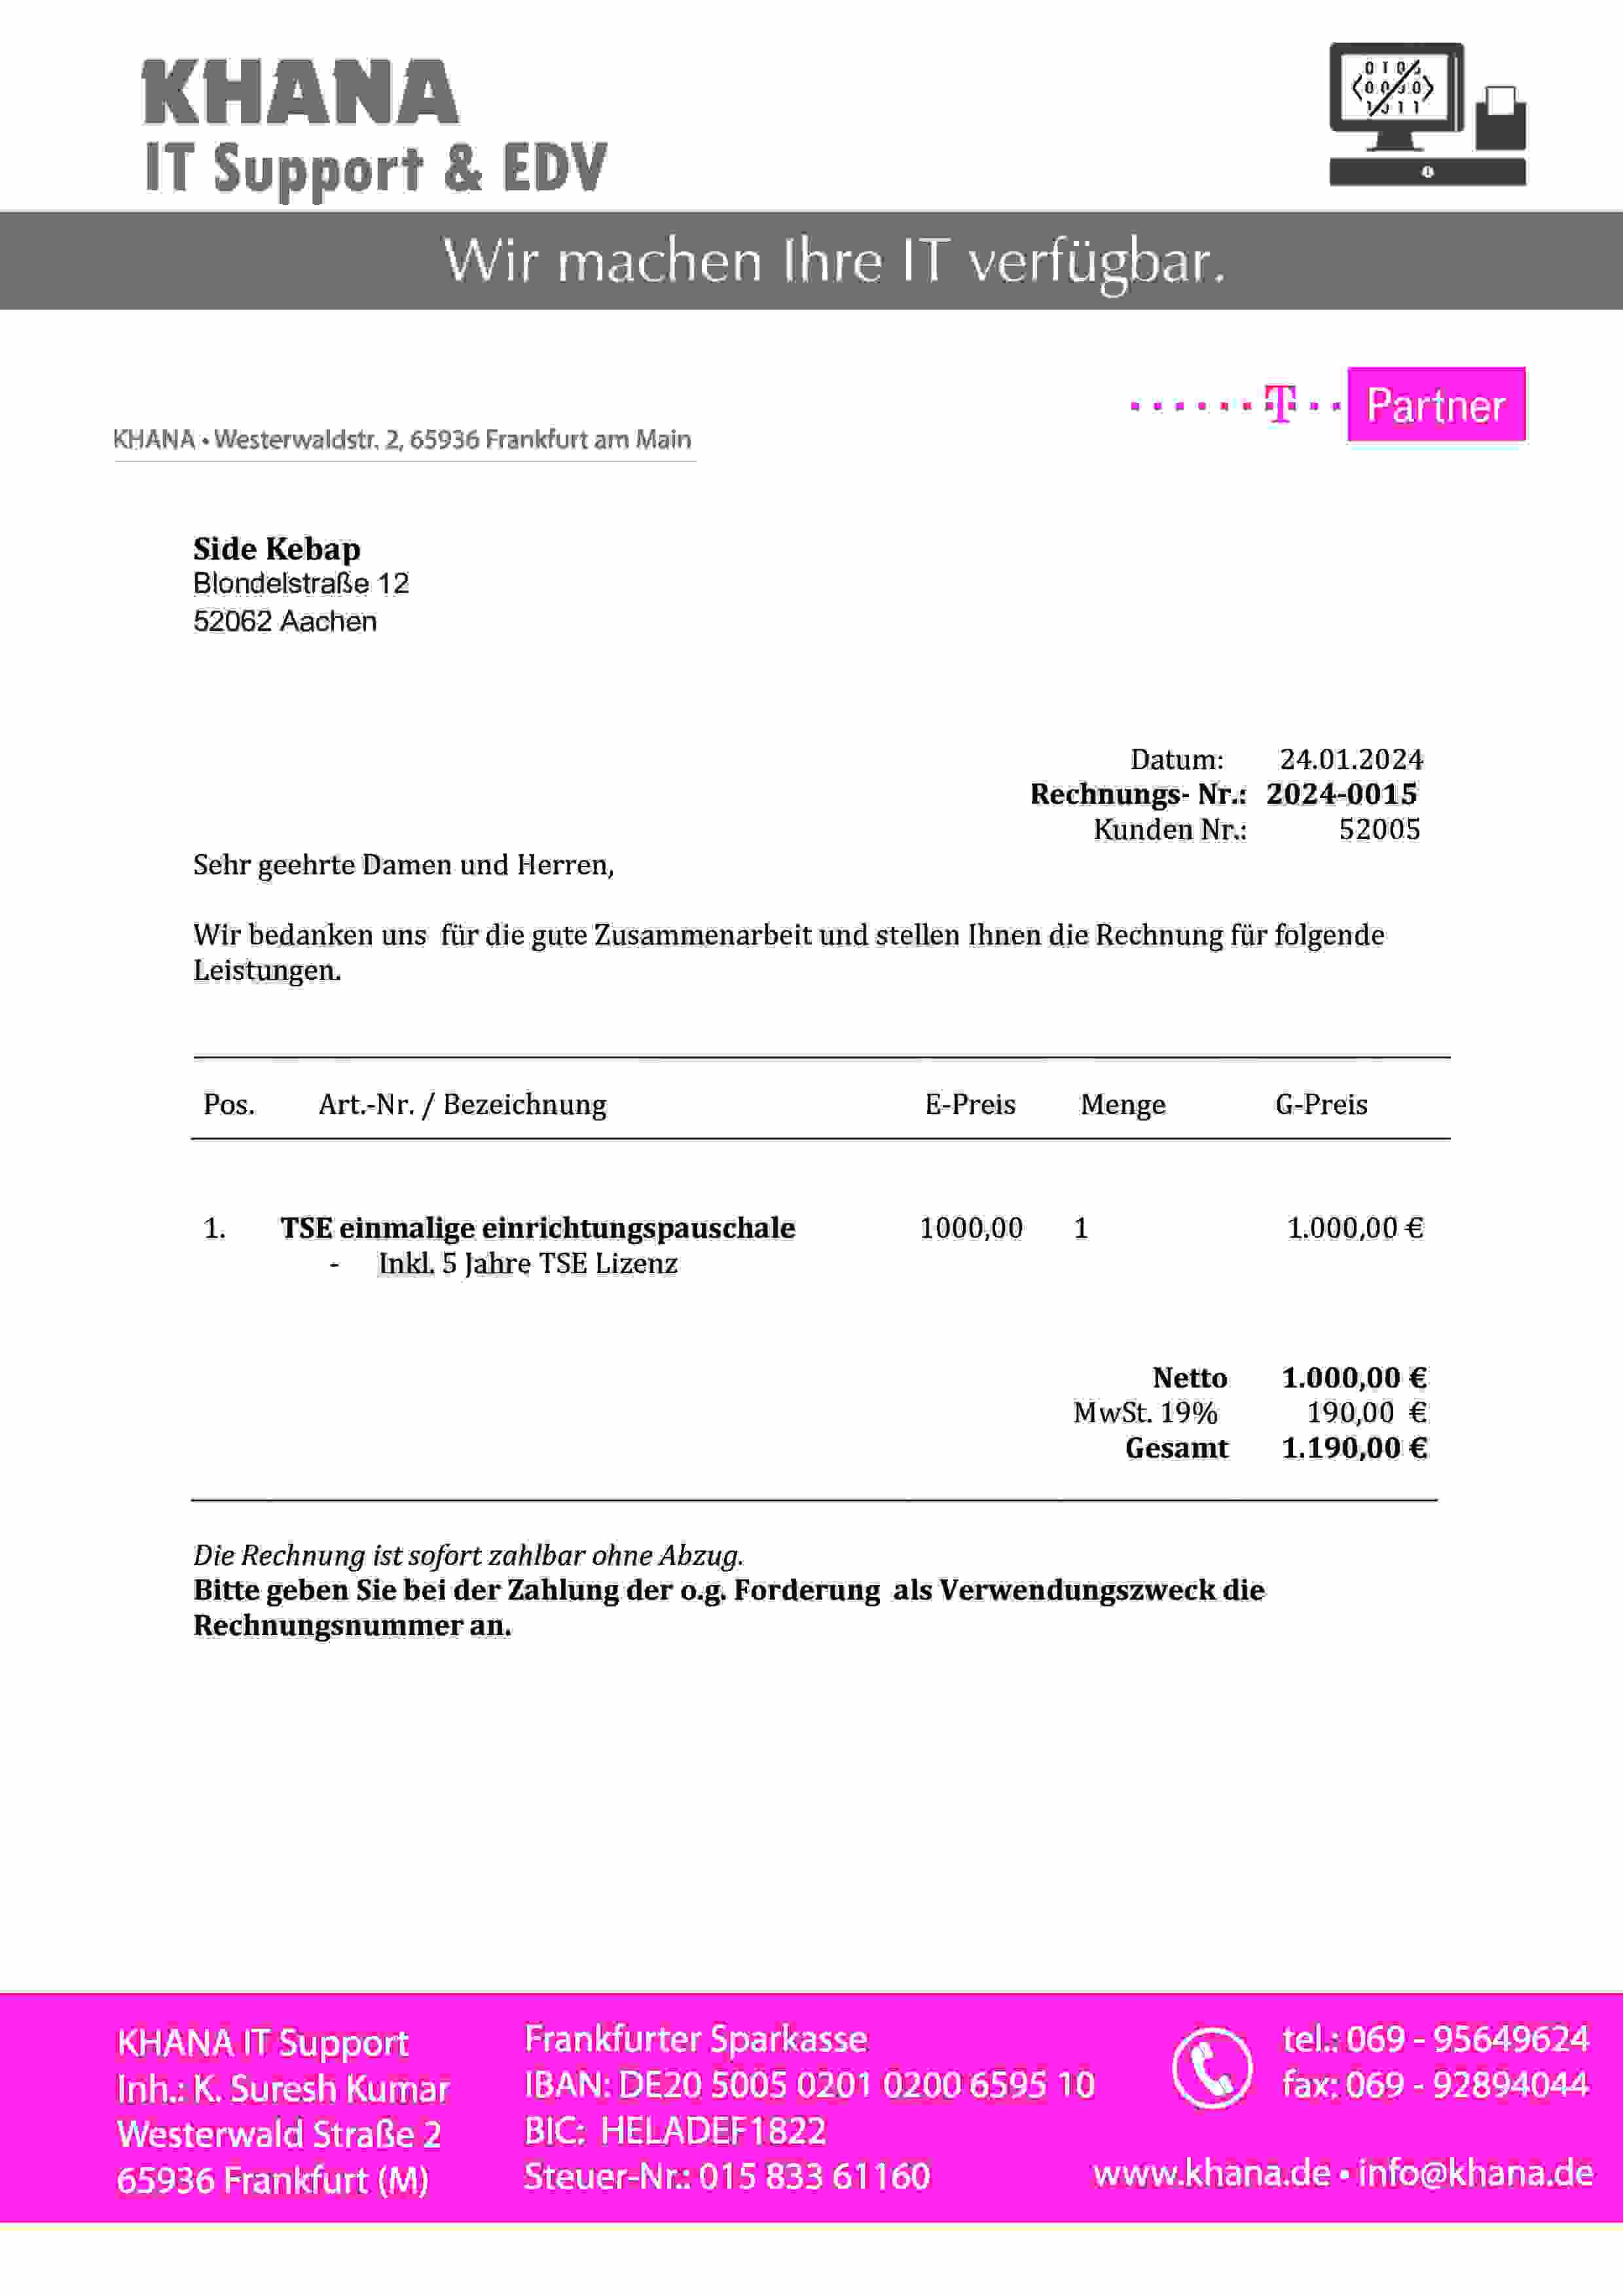 KHANA
IT Support & EDV
Wir machen Ihre IT verfügbar.
T Partner
KHANA • Westerwaldstr. 2, 65936 Frankfurt am Main
Side Kebap
Blondelstraße 12
52062 Aachen
Datum: 24.01.2024
Rechnungs- Nr.: 2024-0015
Kunden Nr.: 52005
Sehr geehrte Damen und Herren,
Wir bedanken uns für die gute Zusammenarbeit und stellen Ihnen die Rechnung für folgende
Leistungen.
Pos. Art.-Nr. / Bezeichnung E-Preis Menge G-Preis
1. TSE einmalige einrichtungspauschale 1000,00 1 1.000,00 €
- Inkl. 5 Jahre TSE Lizenz
Netto 1.000,00 €
MwSt. 19% 190,00 €
Gesamt 1.190,00 €
Die Rechnung ist sofort zahlbar ohne Abzug.
Bitte geben Sie bei der Zahlung der o.g. Forderung als Verwendungszweck die
Rechnungsnummer an.
KHANA IT Support
Inh.: K. Suresh Kumar
Westerwald Straße 2
65936 Frankfurt (M)
Frankfurter Sparkasse
IBAN: DE20 5005 0201 0200 6595 10
BIC: HELADEF1822
Steuer-Nr.: 015 833 61160
tel.: 069 - 95649624
fax: 069 - 92894044
www.khana.de • info@khana.de